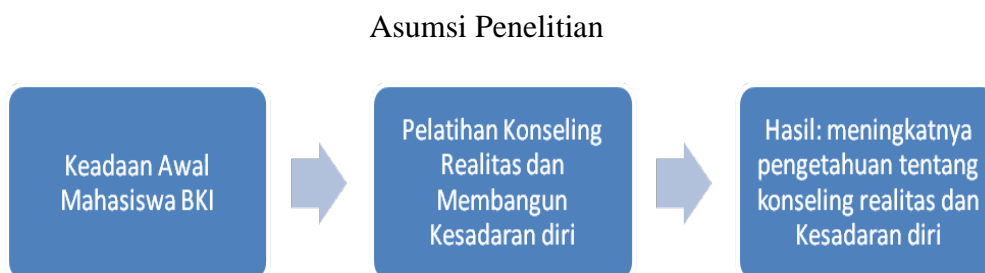 Asumsi Penelitian
Keadaan Awal
Mahasiswa BKI
Pelatihan Konseling
Realitas dan
Membangun
Kesadaran diri
Hasil: meningkatnya
pengetahuan tentang
konseling realitas dan
Kesadaran diri